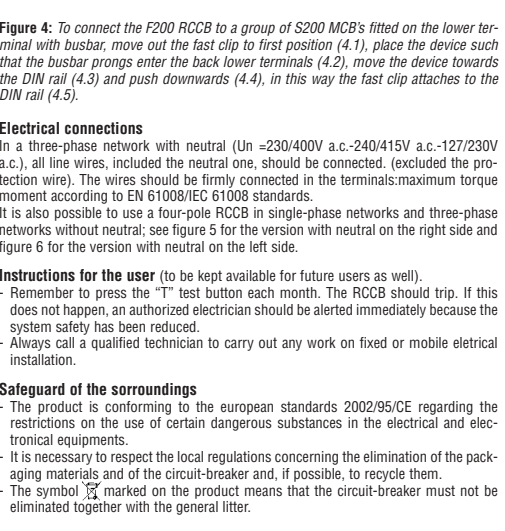 Figure 4: To connect the F200 RCCB to a group of S200 MCB's fitted on the lower ter-
minal with busbar, move out the fast clip to first position (4.1), place the device such
that the busbar prongs enter the back lower terminals (4.2), move the device towards
the DIN rail (4.3) and push downwards (4.4), in this way the fast clip attaches to the
DIN rail (4.5).
Electrical connections
In a three-phase network with neutral (Un =230/400V a.c.-240/415V a.c.-127/230V
a.c.), all line wires, included the neutral one, should be connected. (excluded the pro-
tection wire). The wires should be firmly connected in the terminals:maximum torque
moment according to EN 61008/IEC 61008 standards.
It is also possible to use a four-pole RCCB in single-phase networks and three-phase
networks without neutral; see figure 5 for the version with neutral on the right side and
figure 6 for the version with neutral on the left side.
Instructions for the user (to be kept available for future users as well).
- Remember to press the “T” test button each month. The RCCB should trip. If this
does not happen, an authorized electrician should be alerted immediately because the
system safety has been reduced.
- Always call a qualified technician to carry out any work on fixed or mobile eletrical
installation.
Safeguard of the sorroundings
- The product is conforming to the european standards 2002/95/CE regarding the
restrictions on the use of certain dangerous substances in the electrical and elec-
tronical equipments.
- It is necessary to respect the local regulations concerning the elimination of the pack-
aging materials and of the circuit-breaker and, if possible, to recycle them.
- The symbol marked on the product means that the circuit-breaker must not be
eliminated together with the general litter.